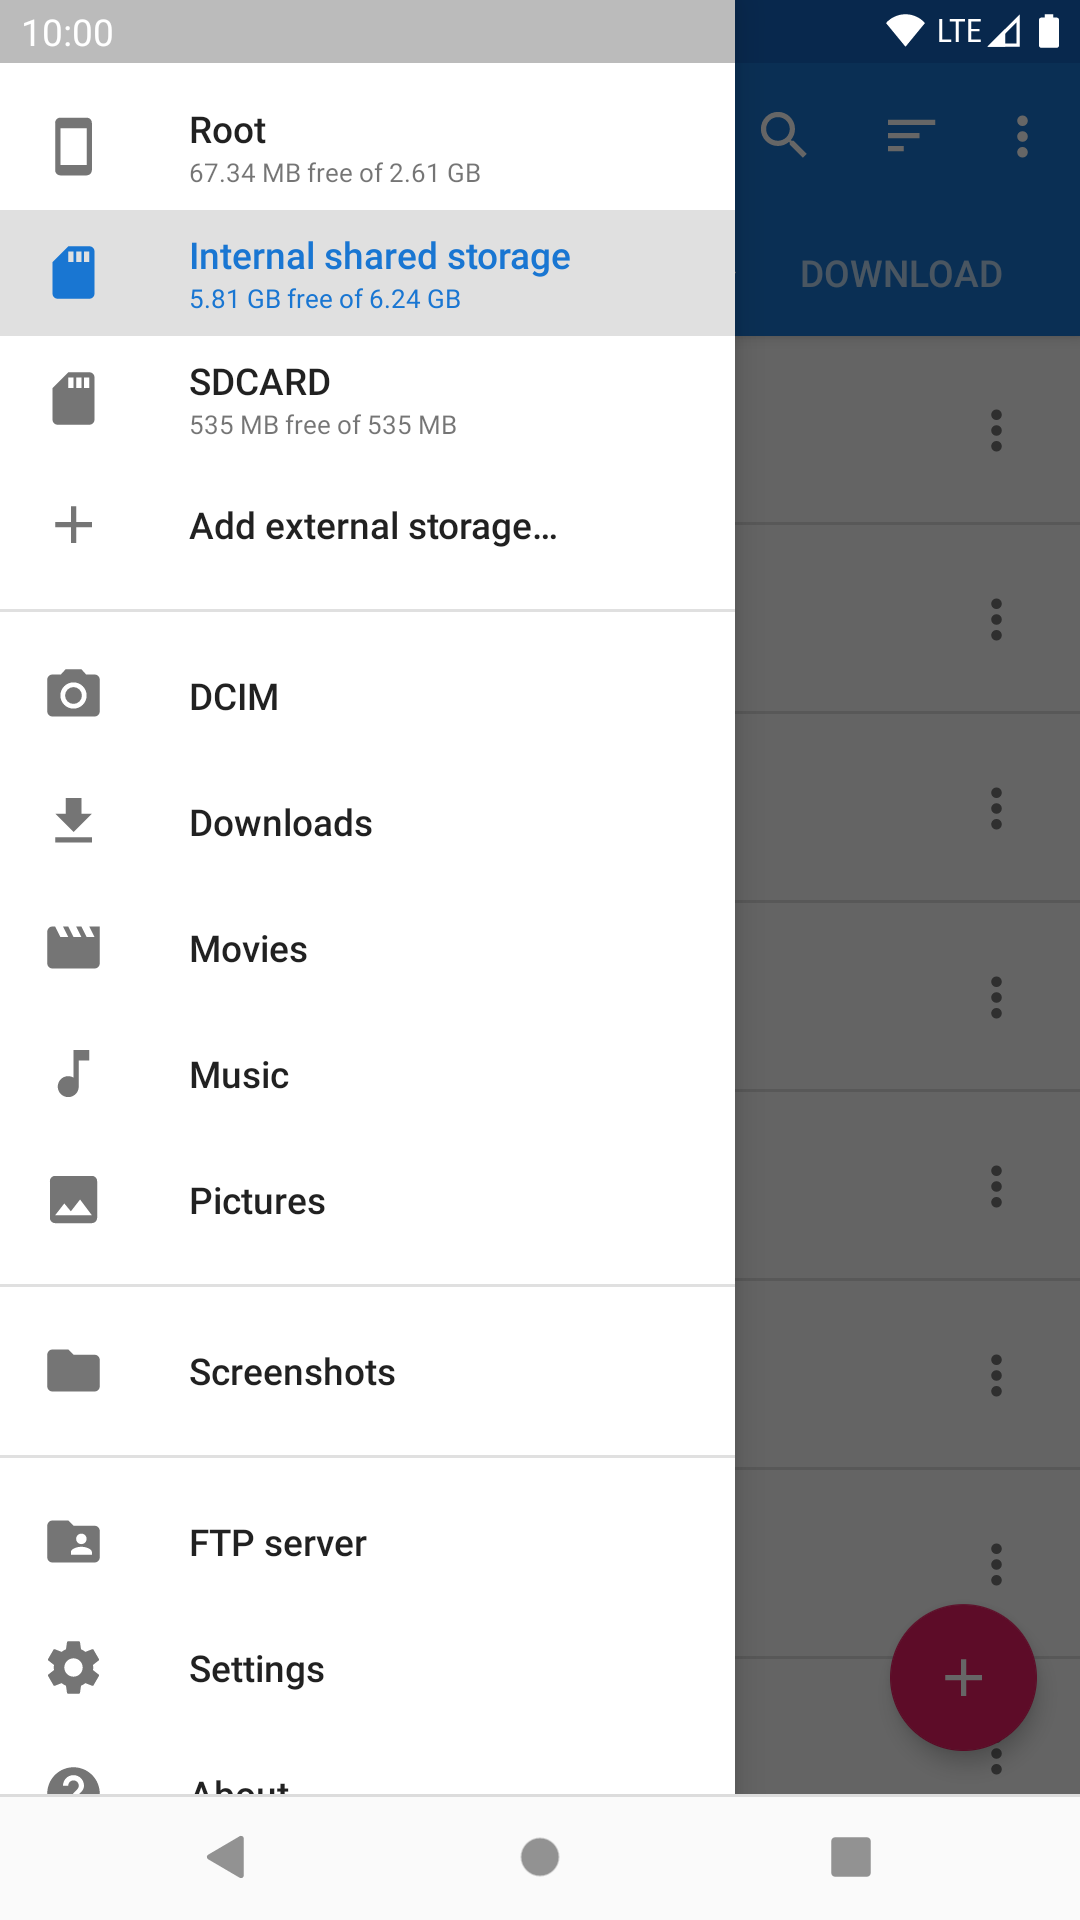 10:00
LTE
Root
67.34 MB free of 2.61 GB
Internal shared storage
5.81 GB free of 6.24 GB
DOWNLOAD
SDCARD
535 MB free of 535 MB
Add external storage...
DCIM
Downloads
Movies
Music
Pictures
Screenshots
FTP server
Settings
About